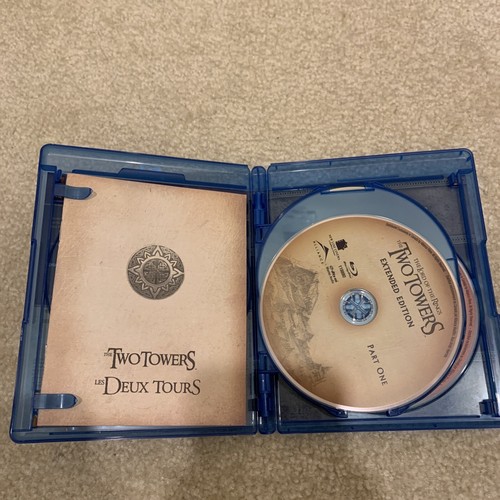 THE TWO TOWERS
LES DEUX TOURS
THE LORD OF THE RINGS
THE TWO TOWERS
EXTENDED EDITION
PART ONE